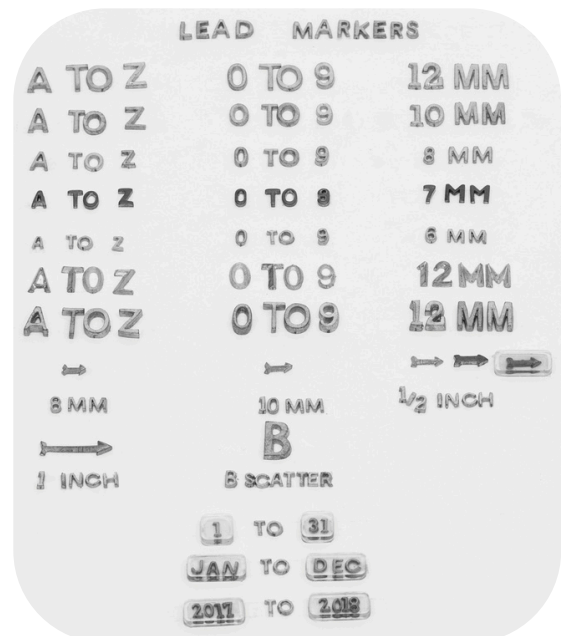 LEAD MARKERS
A TO Z 0 TO 9 12 MM
A TO Z 0 TO 9 10 MM
A TO Z 0 TO 9 8 MM
A TO Z 0 TO 9 7 MM
A TO Z 0 TO 9 6 MM
A TO Z 0 TO 9 12 MM
A TO Z 0 TO 9 12 MM
8 MM 10 MM 1/2 INCH
B
1 INCH B SCATTER
1 TO 31
JAN TO DEC
2017 TO 2018